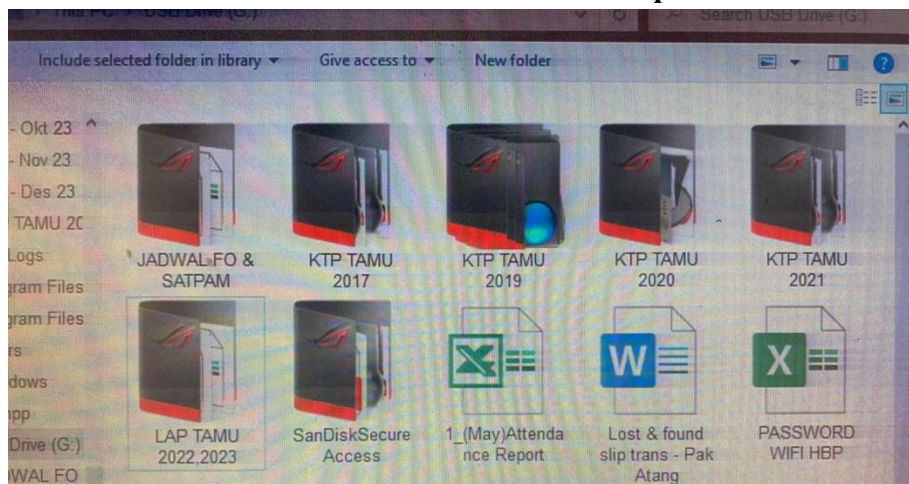 This PC > USB Drive (G:)
Search USB Drive (G:)
Include selected folder in library
Give access to
New folder
- Okt 23
- Nov 23
- Des 23
TAMU 20
Logs
gram Files
gram Files
rs
dows
mpp
Drive (G:)
WAL FO
JADWAL FO &
SATPAM
KTP TAMU
2017
KTP TAMU
2019
KTP TAMU
2020
KTP TAMU
2021
LAP TAMU
2022,2023
SanDiskSecure
Access
1_(May)Attenda
nce Report
Lost & found
slip trans - Pak
Atang
PASSWORD
WIFI HBP